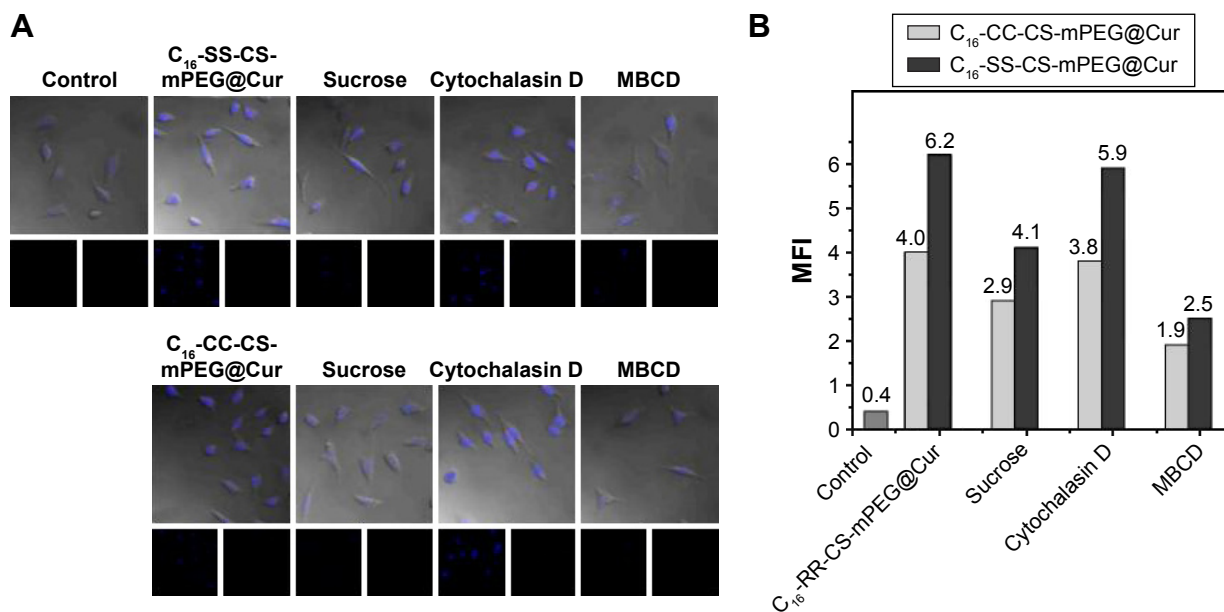 A
Control
C₁₆-SS-CS-
mPEG@Cur
Sucrose
Cytochalasin D
MBCD
C₁₆-CC-CS-
mPEG@Cur
Sucrose
Cytochalasin D
MBCD
B
C₁₆-CC-CS-mPEG@Cur
C₁₆-SS-CS-mPEG@Cur
MFI
6
5
4
3
2
1
0
0.4
4.0
6.2
2.9
4.1
3.8
5.9
1.9
2.5
Control
C₁₆-RR-CS-mPEG@Cur
Sucrose
Cytochalasin D
MBCD